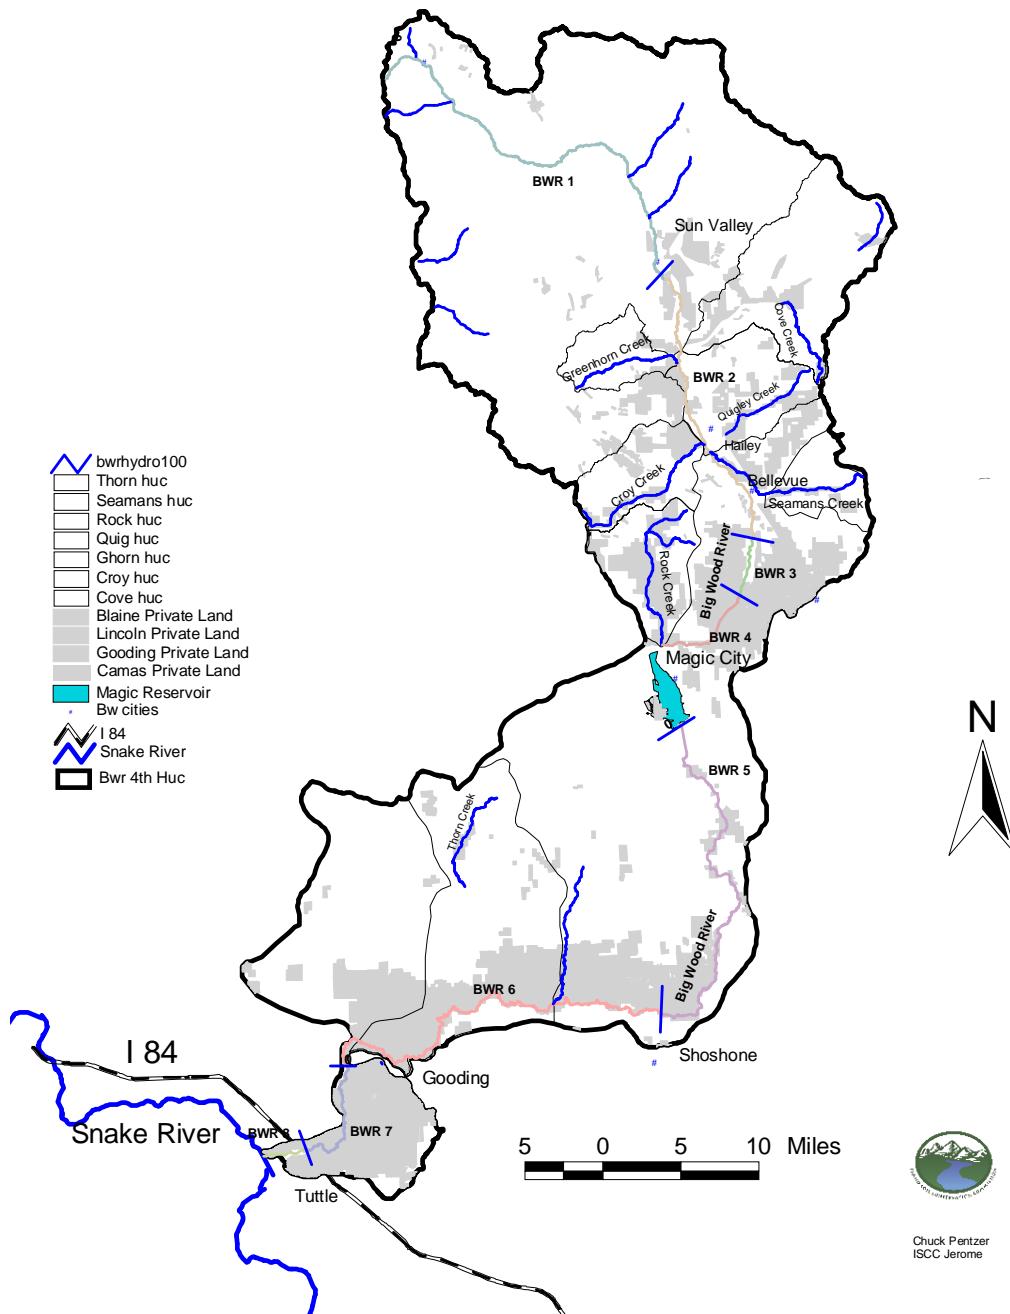 BWR 1
Sun Valley
Cove Creek
Greenhorn Creek
BWR 2
Quigley Creek
Hailey
Croy Creek
Bellevue
Seamans Creek
Rock Creek
Big Wood River
BWR 3
BWR 4
Magic City
bwrhydro100
Thorn huc
Seamans huc
Rock huc
Quig huc
Ghorn huc
Croy huc
Cove huc
Blaine Private Land
Lincoln Private Land
Gooding Private Land
Camas Private Land
Magic Reservoir
Bw cities
I 84
Snake River
Bwr 4th Huc
N
BWR 5
Thorn Creek
Big Wood River
BWR 6
Shoshone
I 84
Gooding
Snake River
BWR 8
BWR 7
Tuttle
5 0 5 10 Miles
Chuck Pentzer
ISCC Jerome